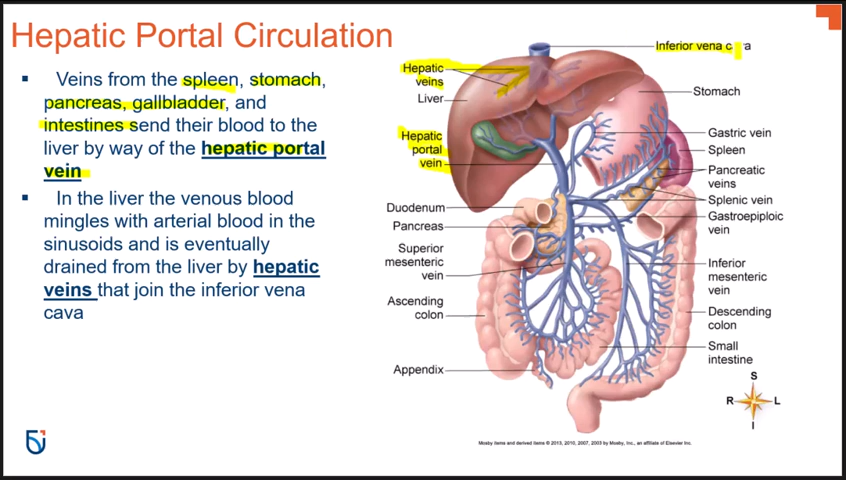 Hepatic Portal Circulation
▪ Veins from the spleen, stomach,
pancreas, gallbladder, and
intestines send their blood to the
liver by way of the hepatic portal
vein
▪ In the liver the venous blood
mingles with arterial blood in the
sinusoids and is eventually
drained from the liver by hepatic
veins that join the inferior vena
cava
Inferior vena c a
Hepatic
veins
Liver
Stomach
Hepatic
portal
vein
Gastric vein
Spleen
Pancreatic
veins
Splenic vein
Gastroepiploic
vein
Duodenum
Pancreas
Superior
mesenteric
vein
Inferior
mesenteric
vein
Ascending
colon
Descending
colon
Small
intestine
Appendix
S
R L
I
Mosby items and derived items © 2013, 2010, 2007, 2003 by Mosby, Inc., an affiliate of Elsevier Inc.